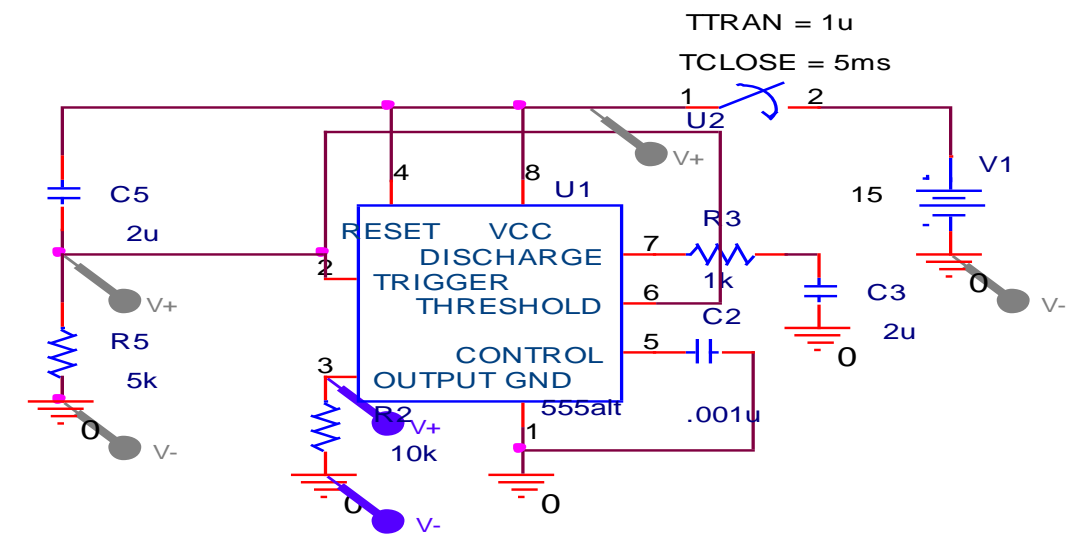 TTRAN = 1u
TCLOSE = 5ms
1
2
U2
V+
V1
15
4
8
U1
C5
2u
RESET
VCC
R3
DISCHARGE
7
2
TRIGGER
1k
6
C3
THRESHOLD
0
V-
V+
C2
2u
R5
5
0
CONTROL
3
5k
OUTPUT
GND
555alt
R2
.001u
0
V+
1
10k
V-
0
0
V-